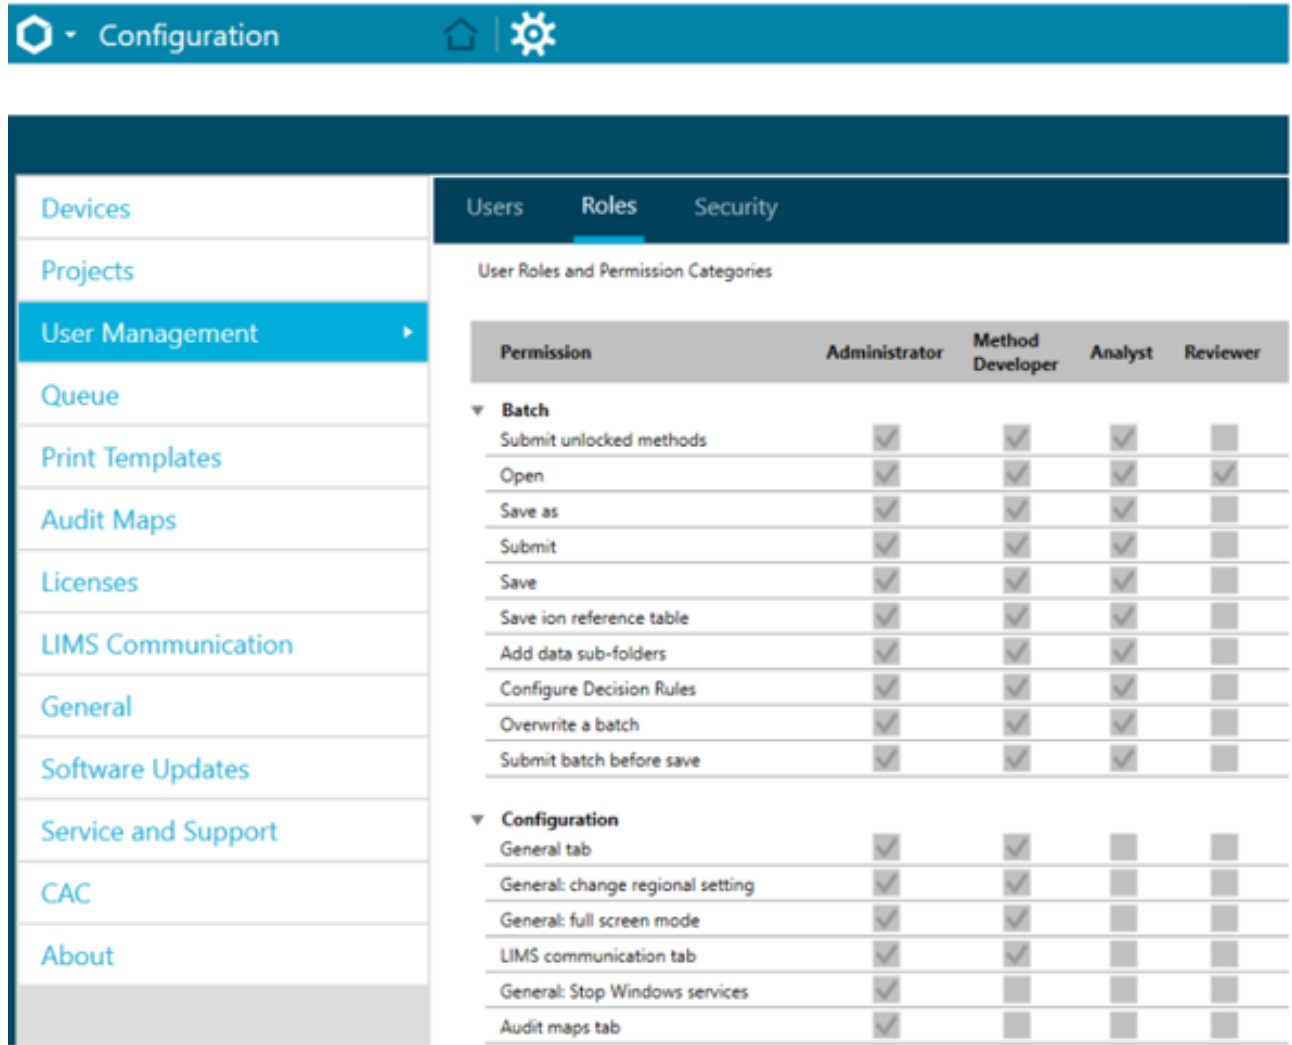 Configuration
Devices
Projects
User Management
Queue
Print Templates
Audit Maps
Licenses
LIMS Communication
General
Software Updates
Service and Support
CAC
About
Users Roles Security
User Roles and Permission Categories
Permission Administrator Method Developer Analyst Reviewer
Batch
Submit unlocked methods
Open
Save as
Submit
Save
Save ion reference table
Add data sub-folders
Configure Decision Rules
Overwrite a batch
Submit batch before save
Configuration
General tab
General: change regional setting
General: full screen mode
LIMS communication tab
General: Stop Windows services
Audit maps tab